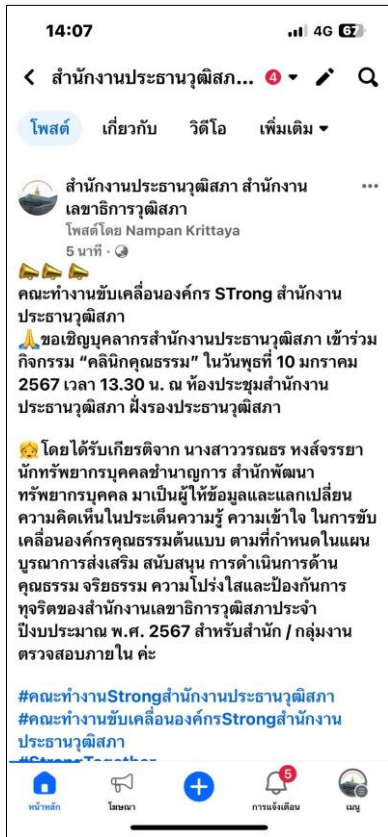 14:07
4G 67
สำนักงานประธานวุฒิสภ... 4
โพสต์ เกี่ยวกับ วิดีโอ เพิ่มเติม
สำนักงานประธานวุฒิสภา สำนักงาน
เลขาธิการวุฒิสภา
โพสต์โดย Nampan Krittaya
5 นาที ·
คณะทำงานขับเคลื่อนองค์กร STrong สำนักงาน
ประธานวุฒิสภา
🙏ขอเชิญบุคลากรสำนักงานประธานวุฒิสภา เข้าร่วม
กิจกรรม “คลินิกคุณธรรม” ในวันพุธที่ 10 มกราคม
2567 เวลา 13.30 น. ณ ห้องประชุมสำนักงาน
ประธานวุฒิสภา ฝั่งรองประธานวุฒิสภา
👧โดยได้รับเกียรติจาก นางสาววรณธร หงส์จรรยา
นักทรัพยากรบุคคลชำนาญการ สำนักพัฒนา
ทรัพยากรบุคคล มาเป็นผู้ให้ข้อมูลและแลกเปลี่ยน
ความคิดเห็นในประเด็นความรู้ ความเข้าใจ ในการขับ
เคลื่อนองค์กรคุณธรรมต้นแบบ ตามที่กำหนดในแผน
บูรณาการส่งเสริม สนับสนุน การดำเนินการด้าน
คุณธรรม จริยธรรม ความโปร่งใสและป้องกันการ
ทุจริตของสำนักงานเลขาธิการวุฒิสภาประจำ
ปีงบประมาณ พ.ศ. 2567 สำหรับสำนัก / กลุ่มงาน
ตรวจสอบภายใน ค่ะ
#คณะทำงานStrongสำนักงานประธานวุฒิสภา
#คณะทำงานขับเคลื่อนองค์กรStrongสำนักงาน
ประธานวุฒิสภา
#StrongTogether
5
หน้าหลัก โฆษณา การแจ้งเตือน เมนู